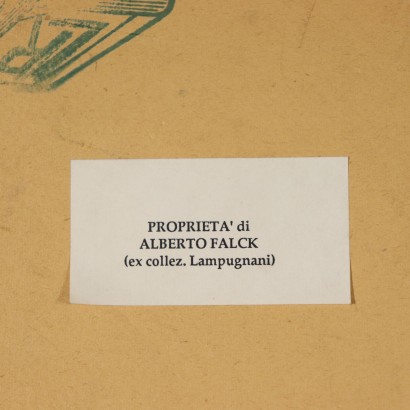 PROPRIETA' di
ALBERTO FALCK
(ex collez. Lampugnani)